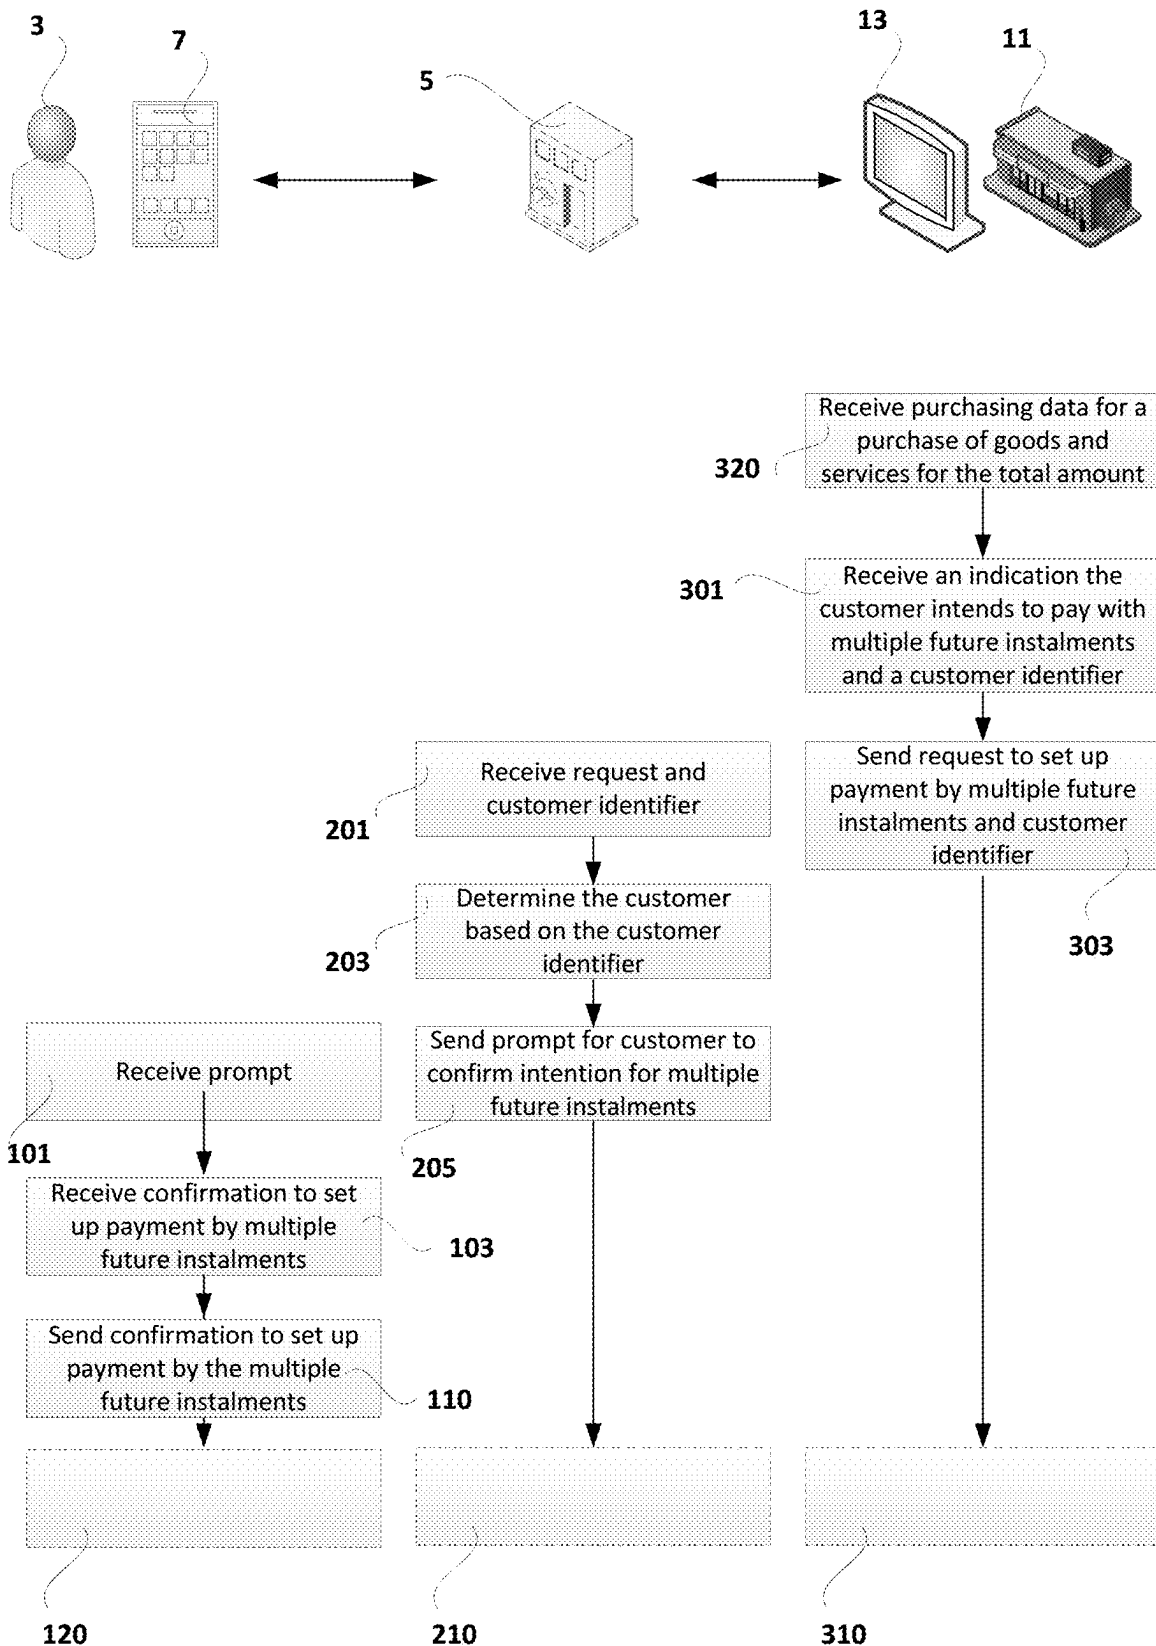 3
7
5
13
11
Receive purchasing data for a
purchase of goods and
services for the total amount
320
Receive an indication the
customer intends to pay with
multiple future instalments
and a customer identifier
301
Send request to set up
payment by multiple future
instalments and customer
identifier
303
Receive request and
customer identifier
201
Determine the customer
based on the customer
identifier
203
Send prompt for customer to
confirm intention for multiple
future instalments
205
Receive prompt
101
Receive confirmation to set
up payment by multiple
future instalments
103
Send confirmation to set up
payment by the multiple
future instalments
110
120
210
310